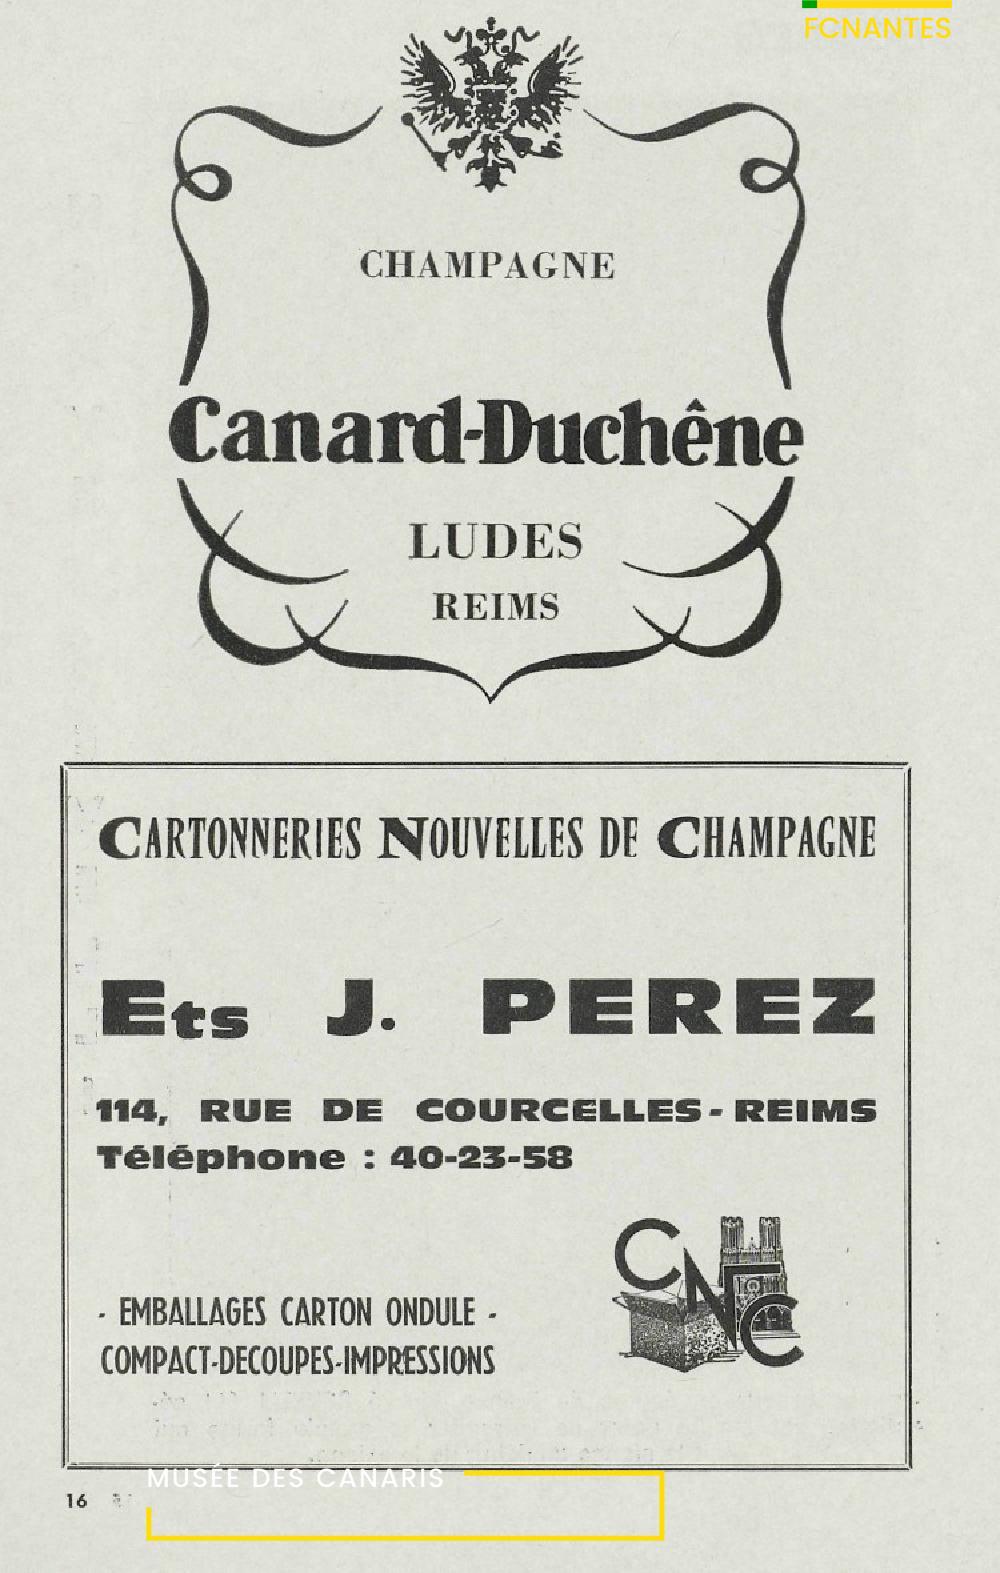 FCNANTES
CHAMPAGNE
Canard-Duchêne
LUDES
REIMS
CARTONNERIES NOUVELLES DE CHAMPAGNE
Ets J. PEREZ
114, RUE DE COURCELLES - REIMS
Téléphone : 40-23-58
CNC
- EMBALLAGES CARTON ONDULE -
COMPACT-DECOUPES-IMPRESSIONS
MUSÉE DES CANARIS
16